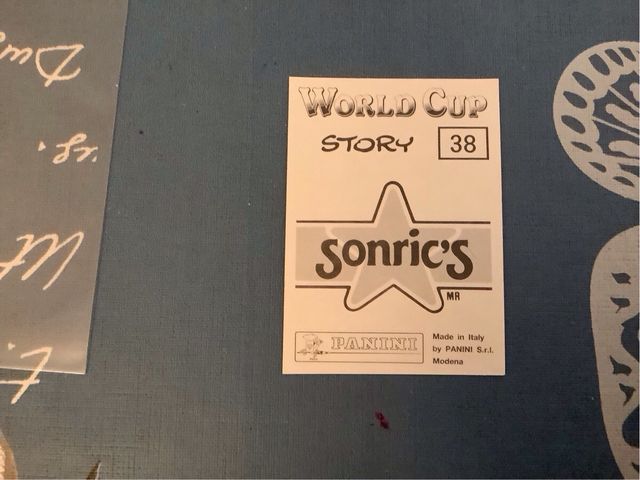 WORLD CUP
STORY 38
sonric's
MR
PANINI
Made in Italy
by PANINI S.r.l.
Modena